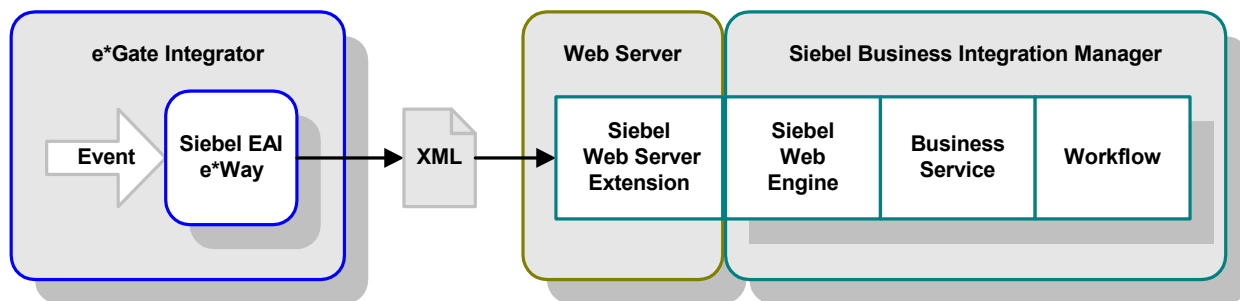 e*Gate Integrator
Event
Siebel EAI
e*Way
XML
Web Server
Siebel
Web Server
Extension
Siebel Business Integration Manager
Siebel
Web
Engine
Business
Service
Workflow